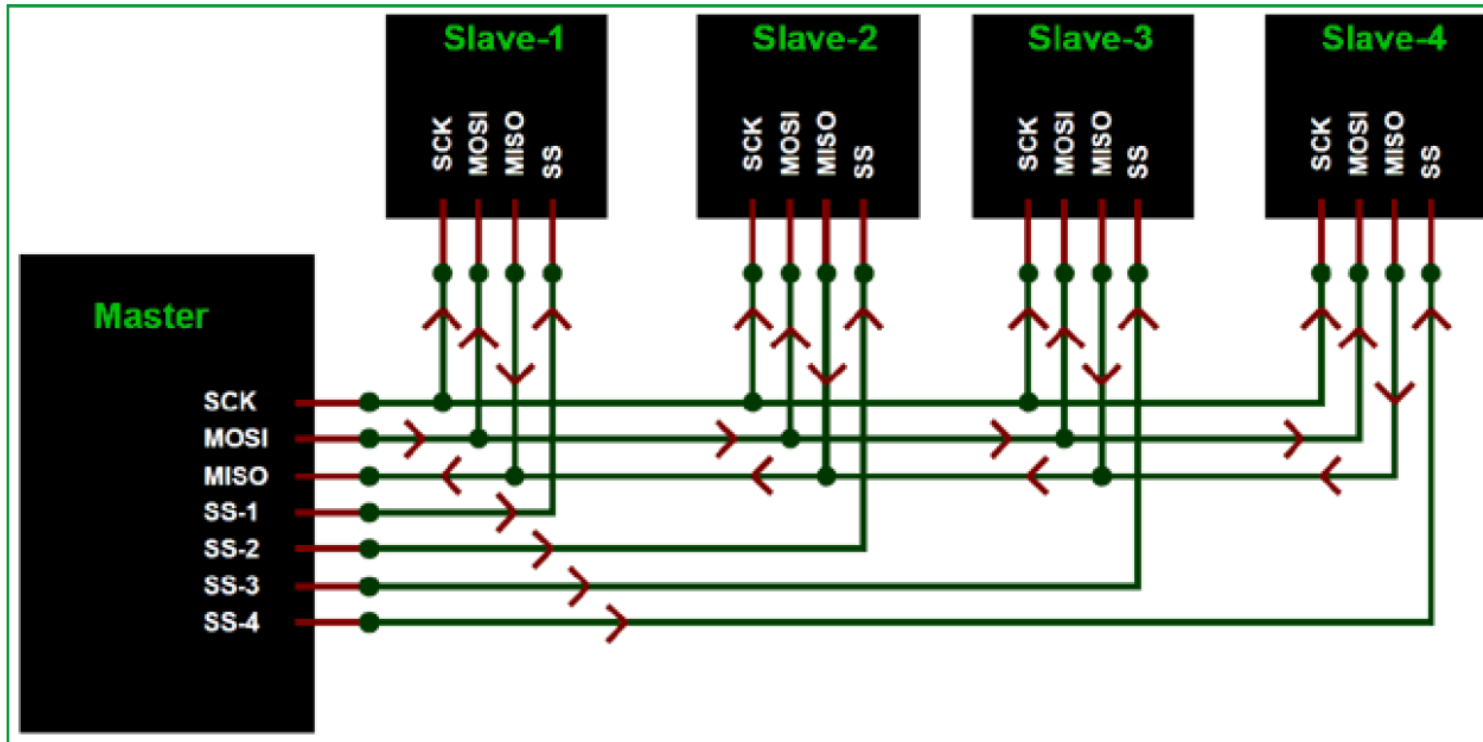 Slave-1
Slave-2
Slave-3
Slave-4
SCK
MOSI
MISO
SS
SCK
MOSI
MISO
SS
SCK
MOSI
MISO
SS
SCK
MOSI
MISO
SS
Master
SCK
MOSI
MISO
SS-1
SS-2
SS-3
SS-4